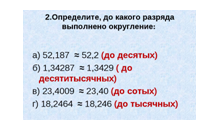 2.Определите, до какого разряда
выполнено округление:
а) 52,187 ≈ 52,2 (до десятых)
б) 1,34287 ≈ 1,3429 ( до
десятитысячных)
в) 23,4009 ≈ 23,40 (до сотых)
г) 18,2464 ≈ 18,246 (до тысячных)